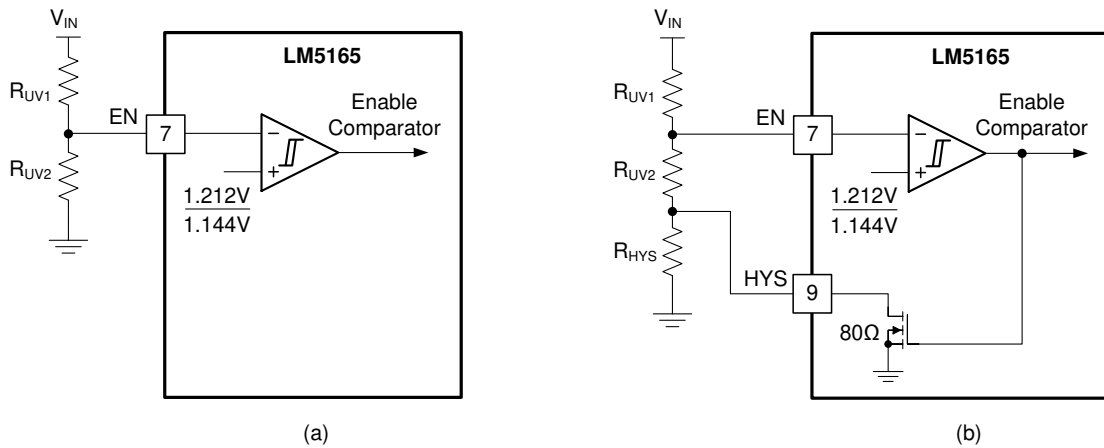 V_IN
LM5165
R_UV1
EN
7
−
Enable
Comparator
R_UV2
+
1.212V
1.144V
(a)
V_IN
LM5165
R_UV1
EN
7
−
Enable
Comparator
R_UV2
+
1.212V
1.144V
R_HYS
HYS
9
80Ω
(b)